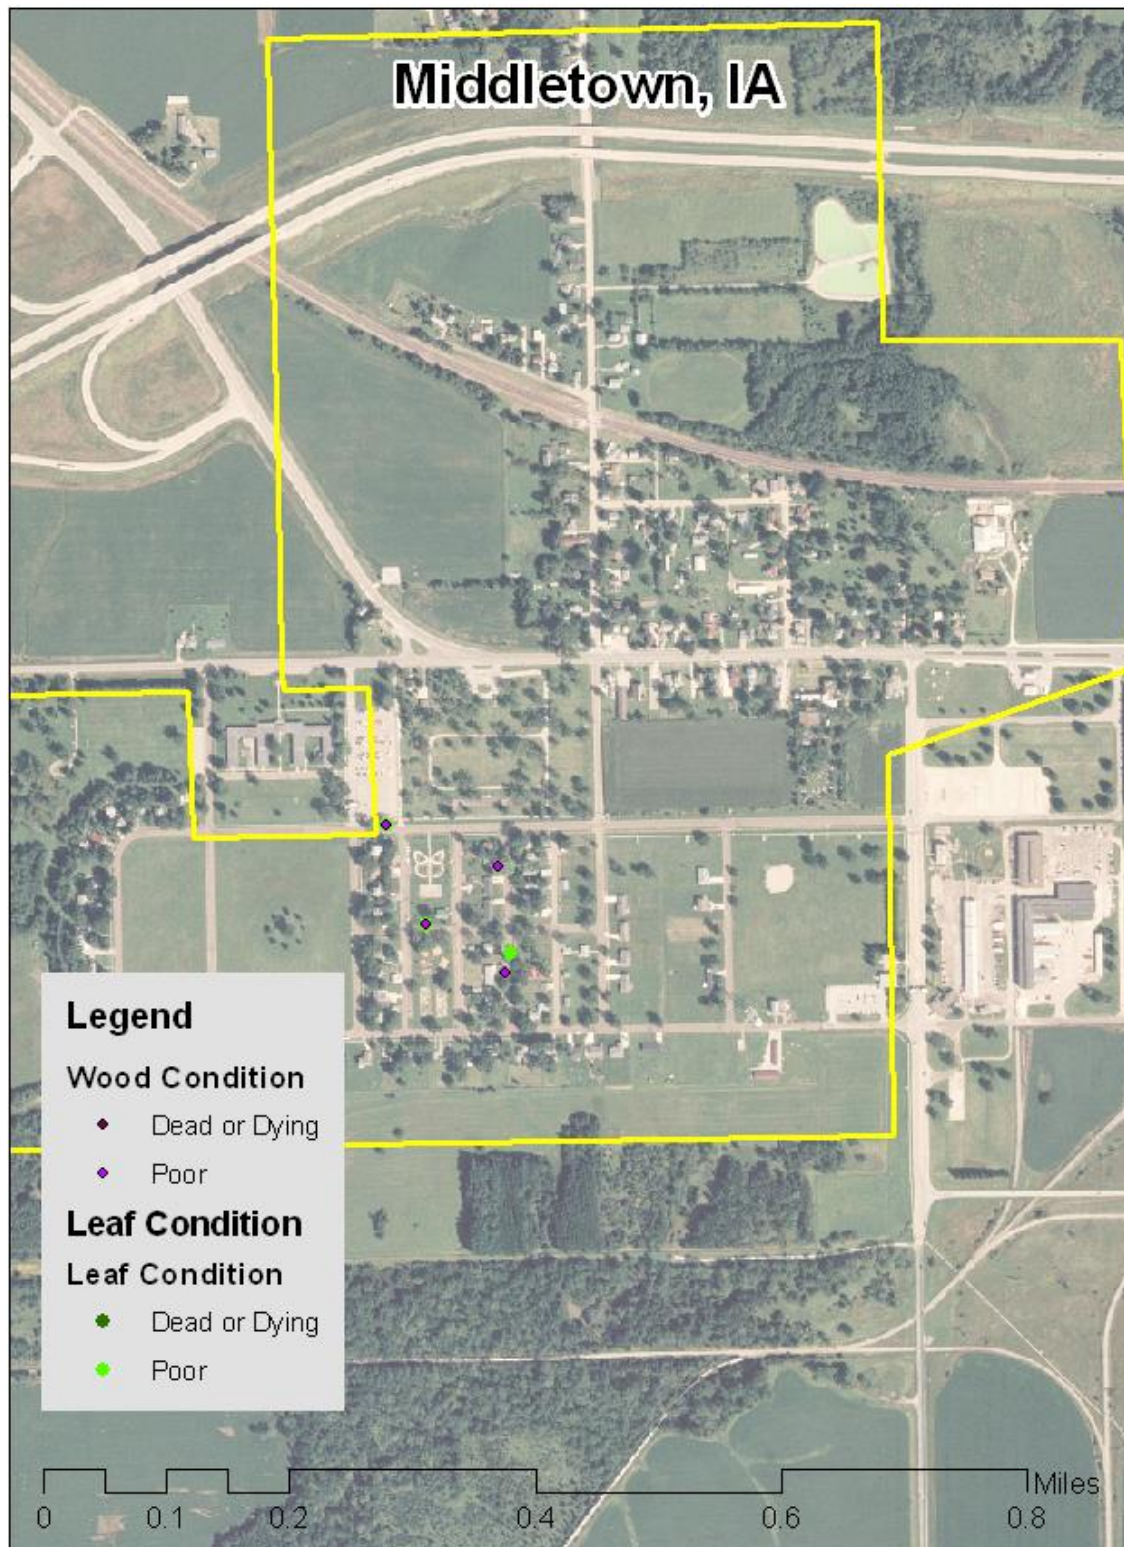 Middletown, IA
Legend
Wood Condition
Dead or Dying
Poor
Leaf Condition
Leaf Condition
Dead or Dying
Poor
Miles
0 0.1 0.2 0.4 0.6 0.8